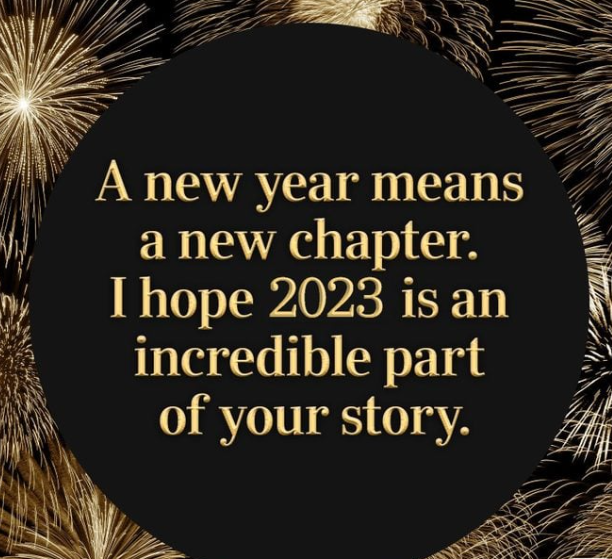 A new year means
a new chapter.
I hope 2023 is an
incredible part
of your story.